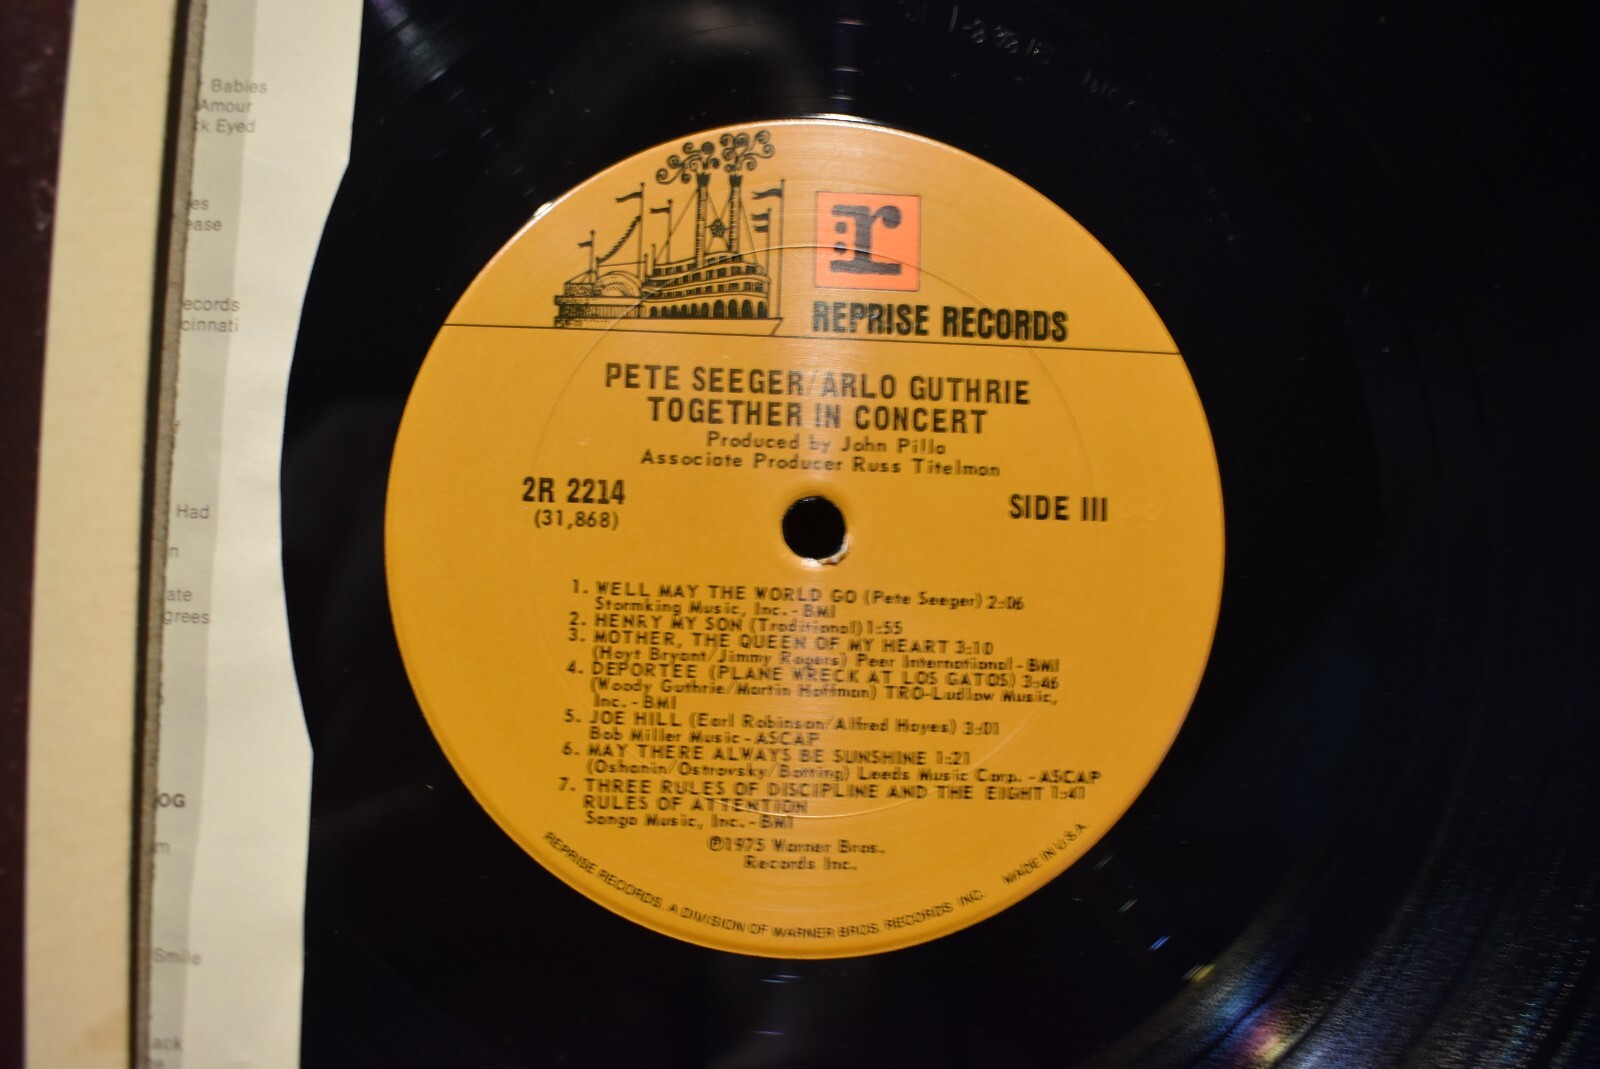 Babies
Amour
Eyed
ecords
cinnati
Had
Smile
r
REPRISE RECORDS
PETE SEEGER/ARLO GUTHRIE
TOGETHER IN CONCERT
Produced by John Pilla
Associate Producer Russ Titelman
2R 2214
(31,868)
SIDE III
1. WELL MAY THE WORLD GO (Pete Seeger) 2:06
Stormking Music, Inc. - BMI
2. HENRY MY SON (Traditional) 1:55
3. MOTHER, THE QUEEN OF MY HEART 3:10
(Hoyt Bryant/Jimmy Rogers) Peer International - BMI
4. DEPORTEE (PLANE WRECK AT LOS GATOS) 3:46
(Woody Guthrie/Martin Hoffman) TRO-Ludlow Music,
Inc. - BMI
5. JOE HILL (Earl Robinson/Alfred Hayes) 3:01
Bob Miller Music - ASCAP
6. MAY THERE ALWAYS BE SUNSHINE 1:21
(Oshanin/Ostrovsky/Botting) Leeds Music Corp. - ASCAP
7. THREE RULES OF DISCIPLINE AND THE EIGHT 1:41
RULES OF ATTENTION
Sanga Music, Inc. - BMI
℗1975 Warner Bros.
Records Inc.
REPRISE RECORDS, A DIVISION OF WARNER BROS. RECORDS INC. MADE IN U.S.A.